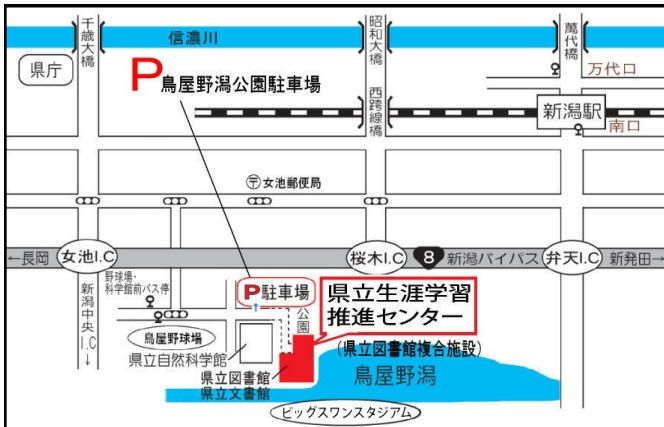 千歳大橋
信濃川
昭和大橋
萬代橋
県庁
P鳥屋野潟公園駐車場
西跨線橋
万代口
新潟駅
南口
〒女池郵便局
←長岡
女池I.C
桜木I.C
8
新潟バイパス
弁天I.C
新発田→
新潟中央I.C↓
野球場・
科学館前バス停
P駐車場
↑
公園
県立生涯学習
推進センター
(県立図書館複合施設)
鳥屋野球場
県立自然科学館
県立図書館
県立文書館
鳥屋野潟
ビッグスワンスタジアム